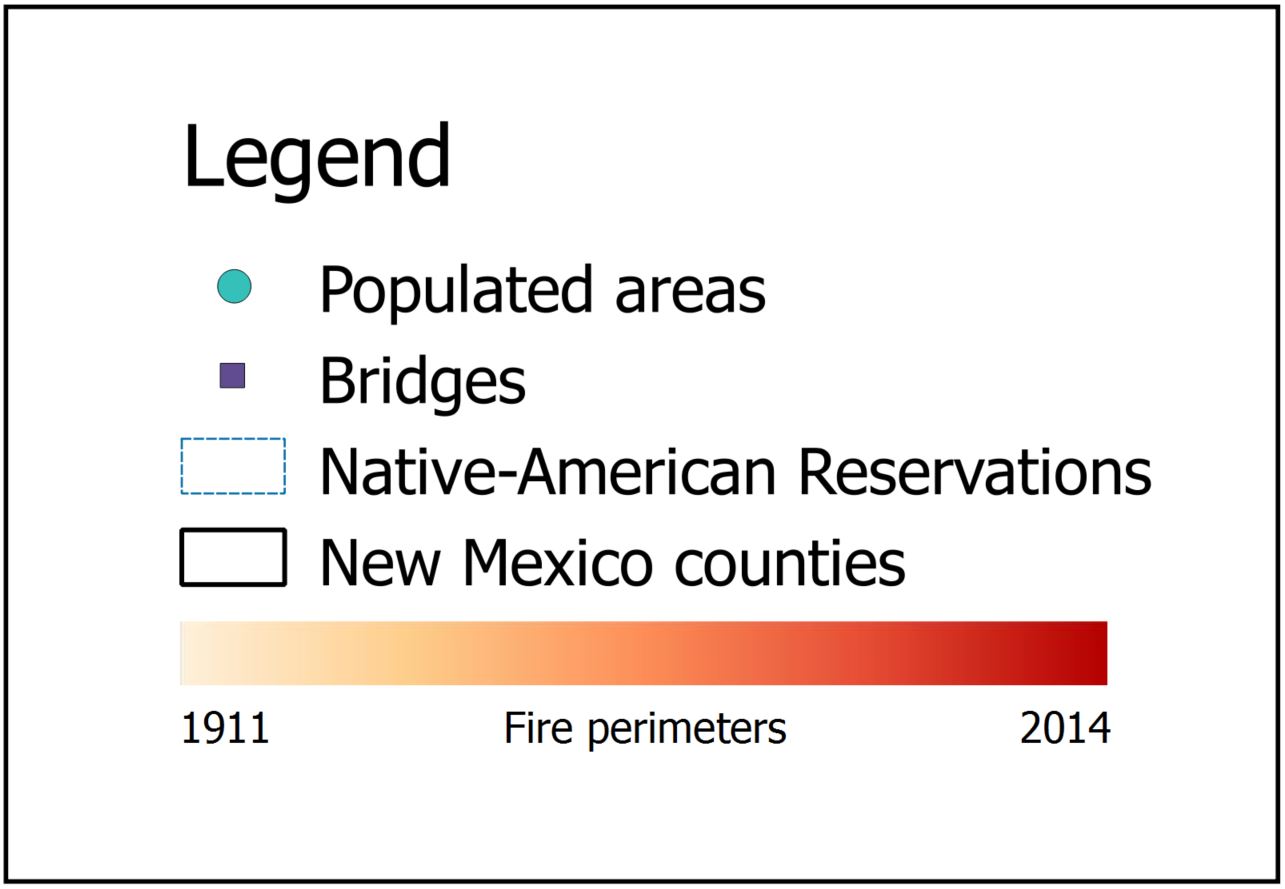 Legend
Populated areas
Bridges
Native-American Reservations
New Mexico counties
1911 Fire perimeters 2014